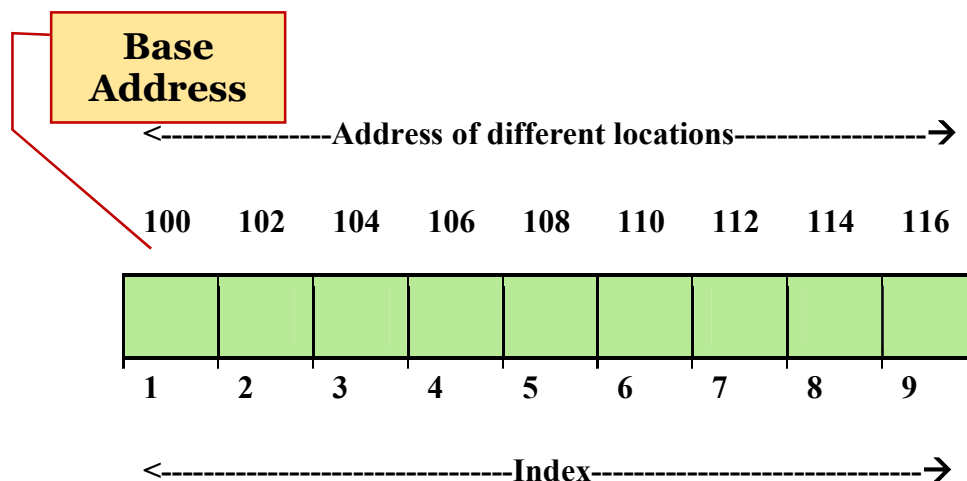 Base
Address
<-----------------Address of different locations-------------------→
100 102 104 106 108 110 112 114 116
1 2 3 4 5 6 7 8 9
<-----------------------------------Index---------------------------------→